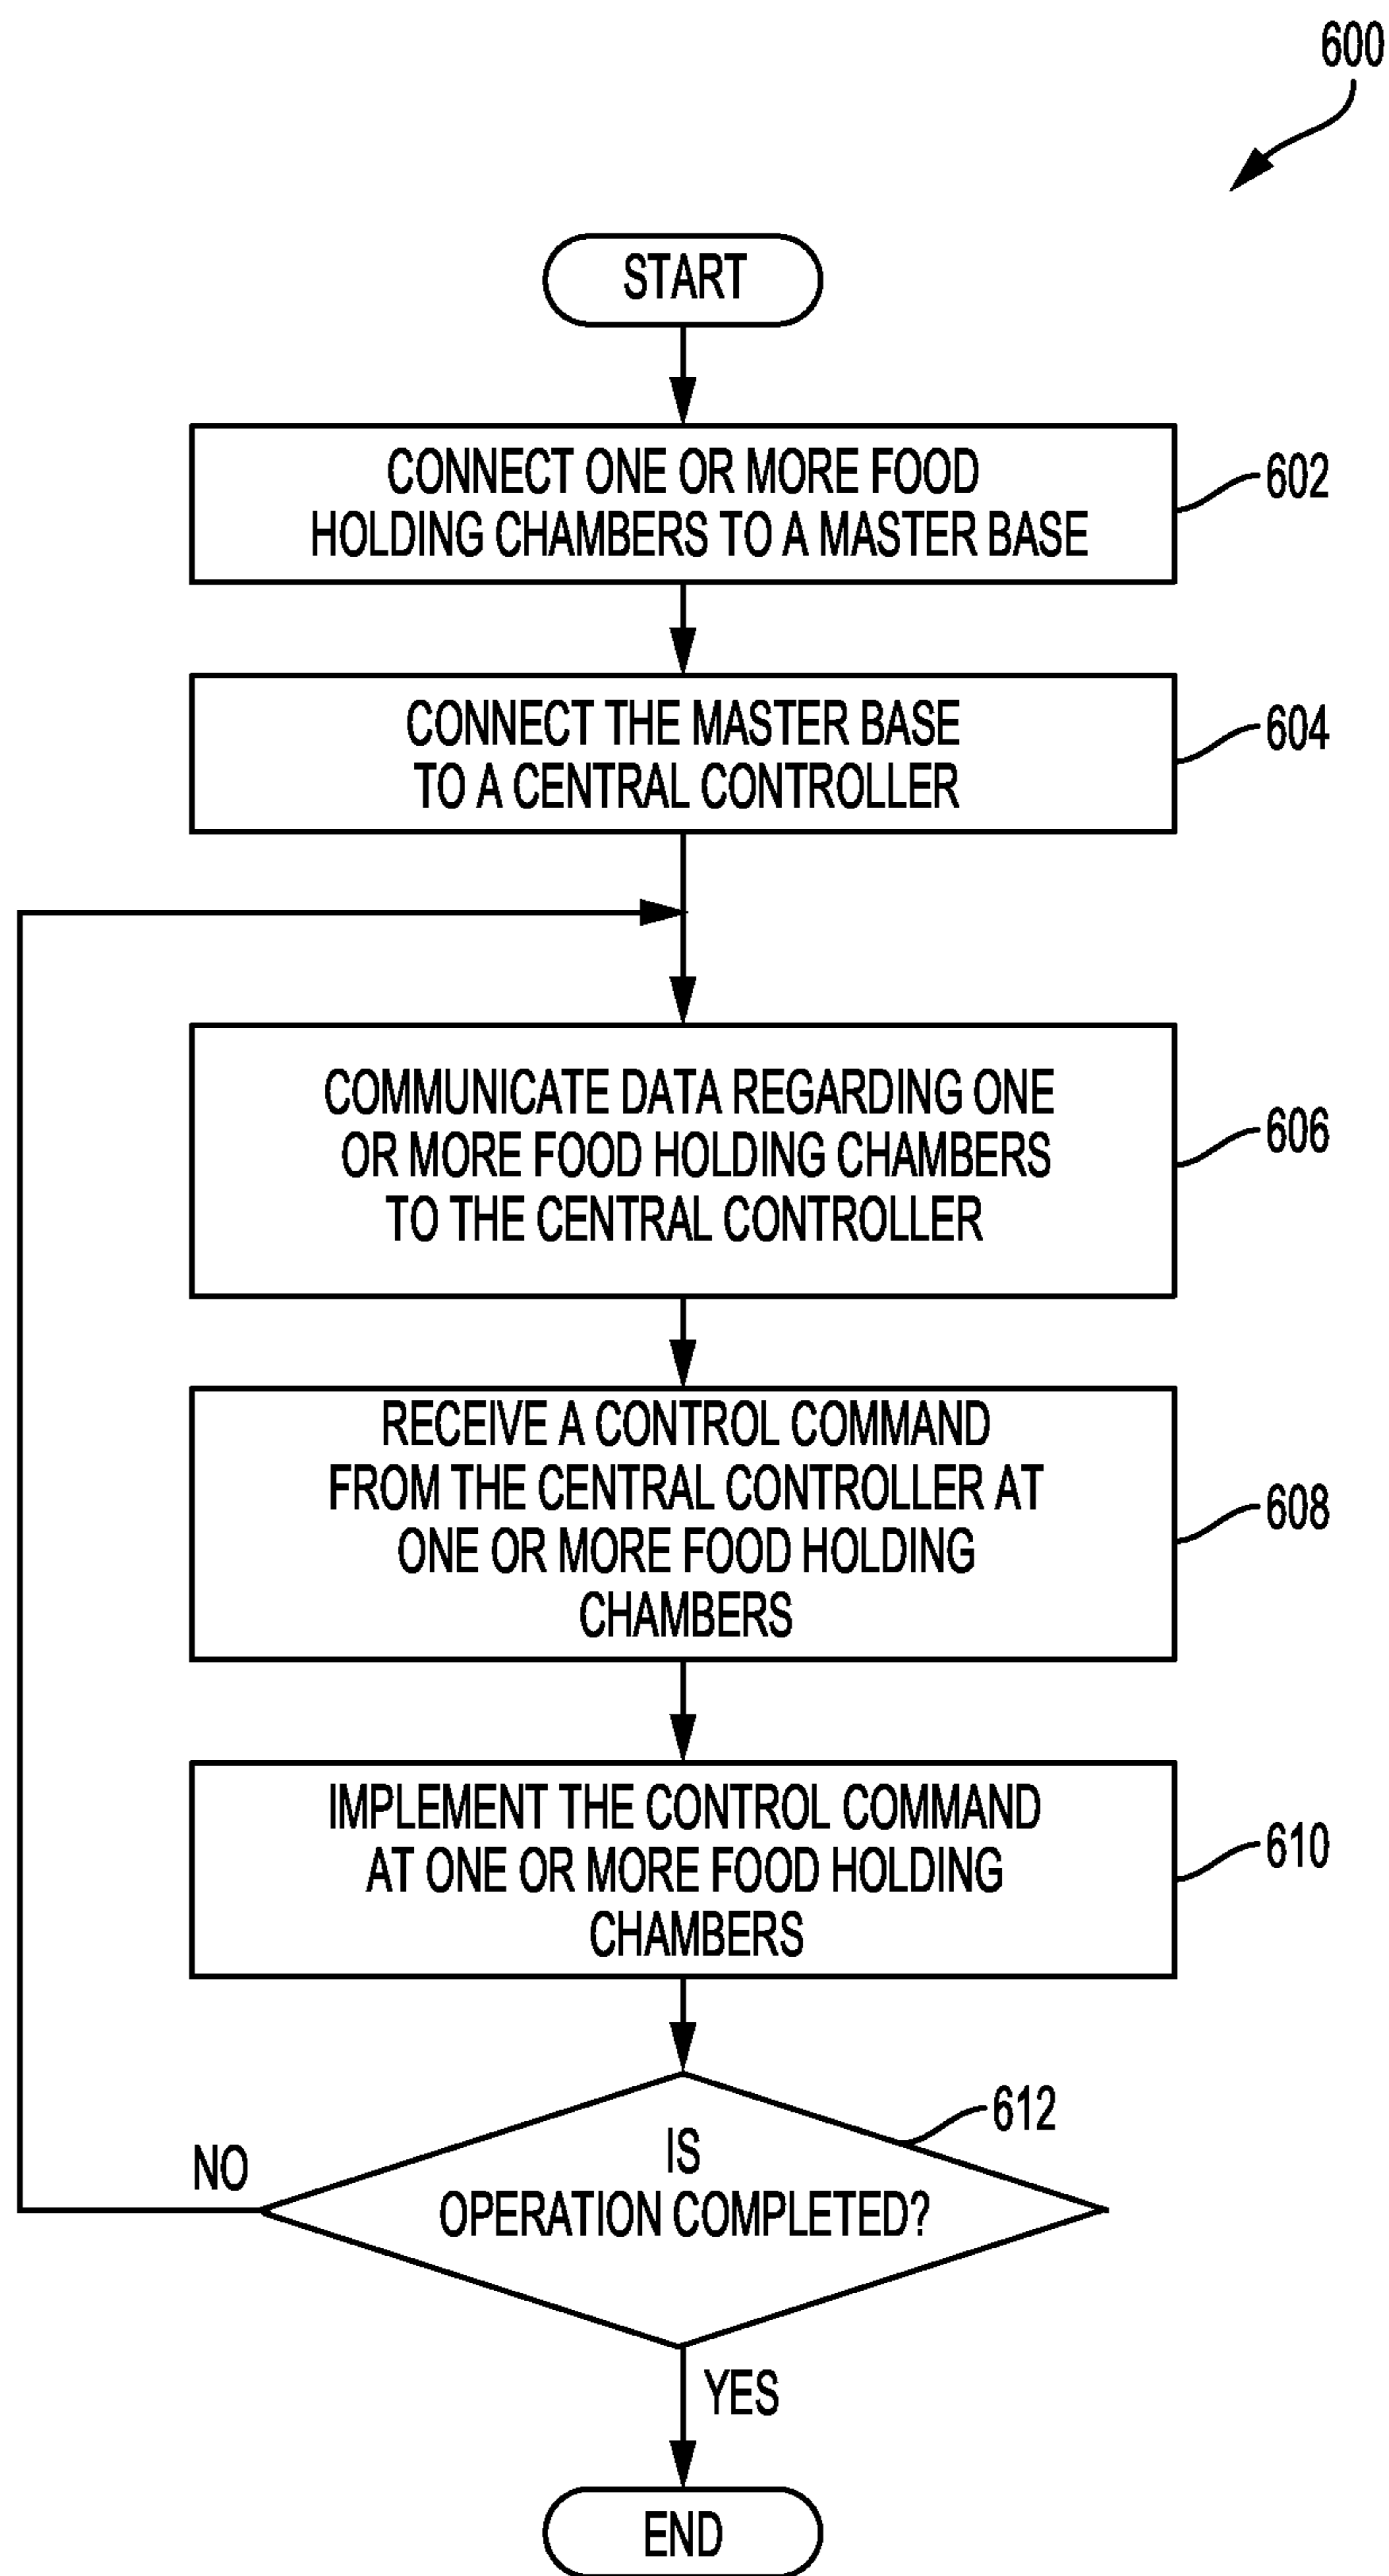 600
START
CONNECT ONE OR MORE FOOD
HOLDING CHAMBERS TO A MASTER BASE
602
CONNECT THE MASTER BASE
TO A CENTRAL CONTROLLER
604
COMMUNICATE DATA REGARDING ONE
OR MORE FOOD HOLDING CHAMBERS
TO THE CENTRAL CONTROLLER
606
RECEIVE A CONTROL COMMAND
FROM THE CENTRAL CONTROLLER AT
ONE OR MORE FOOD HOLDING
CHAMBERS
608
IMPLEMENT THE CONTROL COMMAND
AT ONE OR MORE FOOD HOLDING
CHAMBERS
610
612
NO
IS
OPERATION COMPLETED?
YES
END